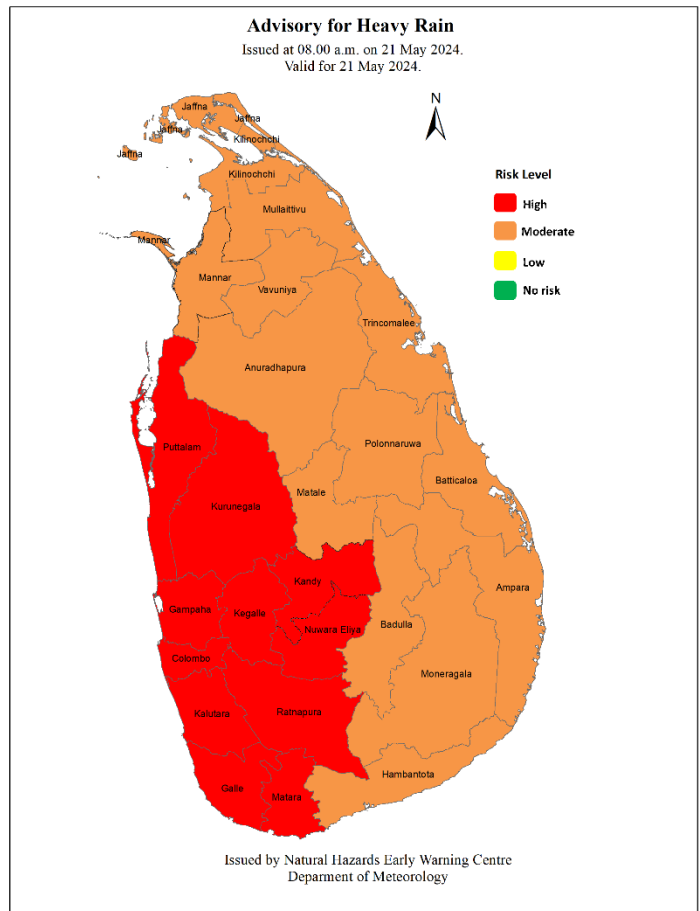 Advisory for Heavy Rain
Issued at 08.00 a.m. on 21 May 2024.
Valid for 21 May 2024.
N
Risk Level
High
Moderate
Low
No risk
Jaffna
Jaffna
Jaffna
Kilinochchi
Jaffna
Kilinochchi
Mullaittivu
Mannar
Mannar
Vavuniya
Trincomalee
Anuradhapura
Polonnaruwa
Puttalam
Batticaloa
Matale
Kurunegala
Kandy
Ampara
Gampaha
Kegalle
Nuwara Eliya
Badulla
Colombo
Moneragala
Kalutara
Ratnapura
Hambantota
Galle
Matara
Issued by Natural Hazards Early Warning Centre
Deparment of Meteorology